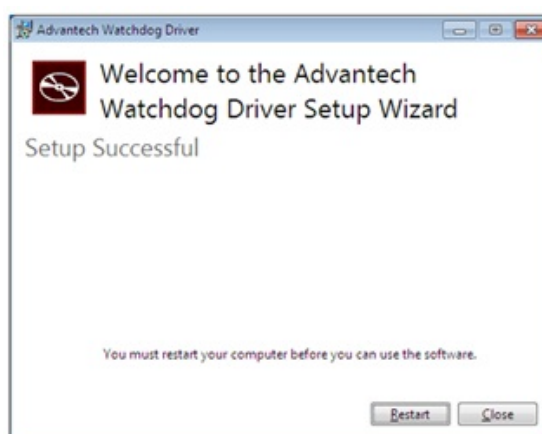 Advantech Watchdog Driver
Welcome to the Advantech
Watchdog Driver Setup Wizard
Setup Successful
You must restart your computer before you can use the software.
Restart
Close